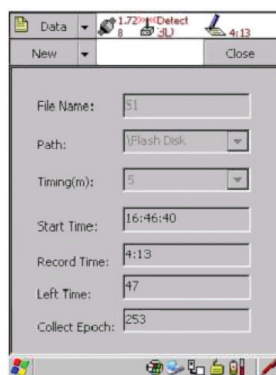 Data 1.72 Detect
8 3D 4:13
New Close
File Name: S1
Path: \Flash Disk
Timing(m): 5
Start Time: 16:46:40
Record Time: 4:13
Left Time: 47
Collect Epoch: 253